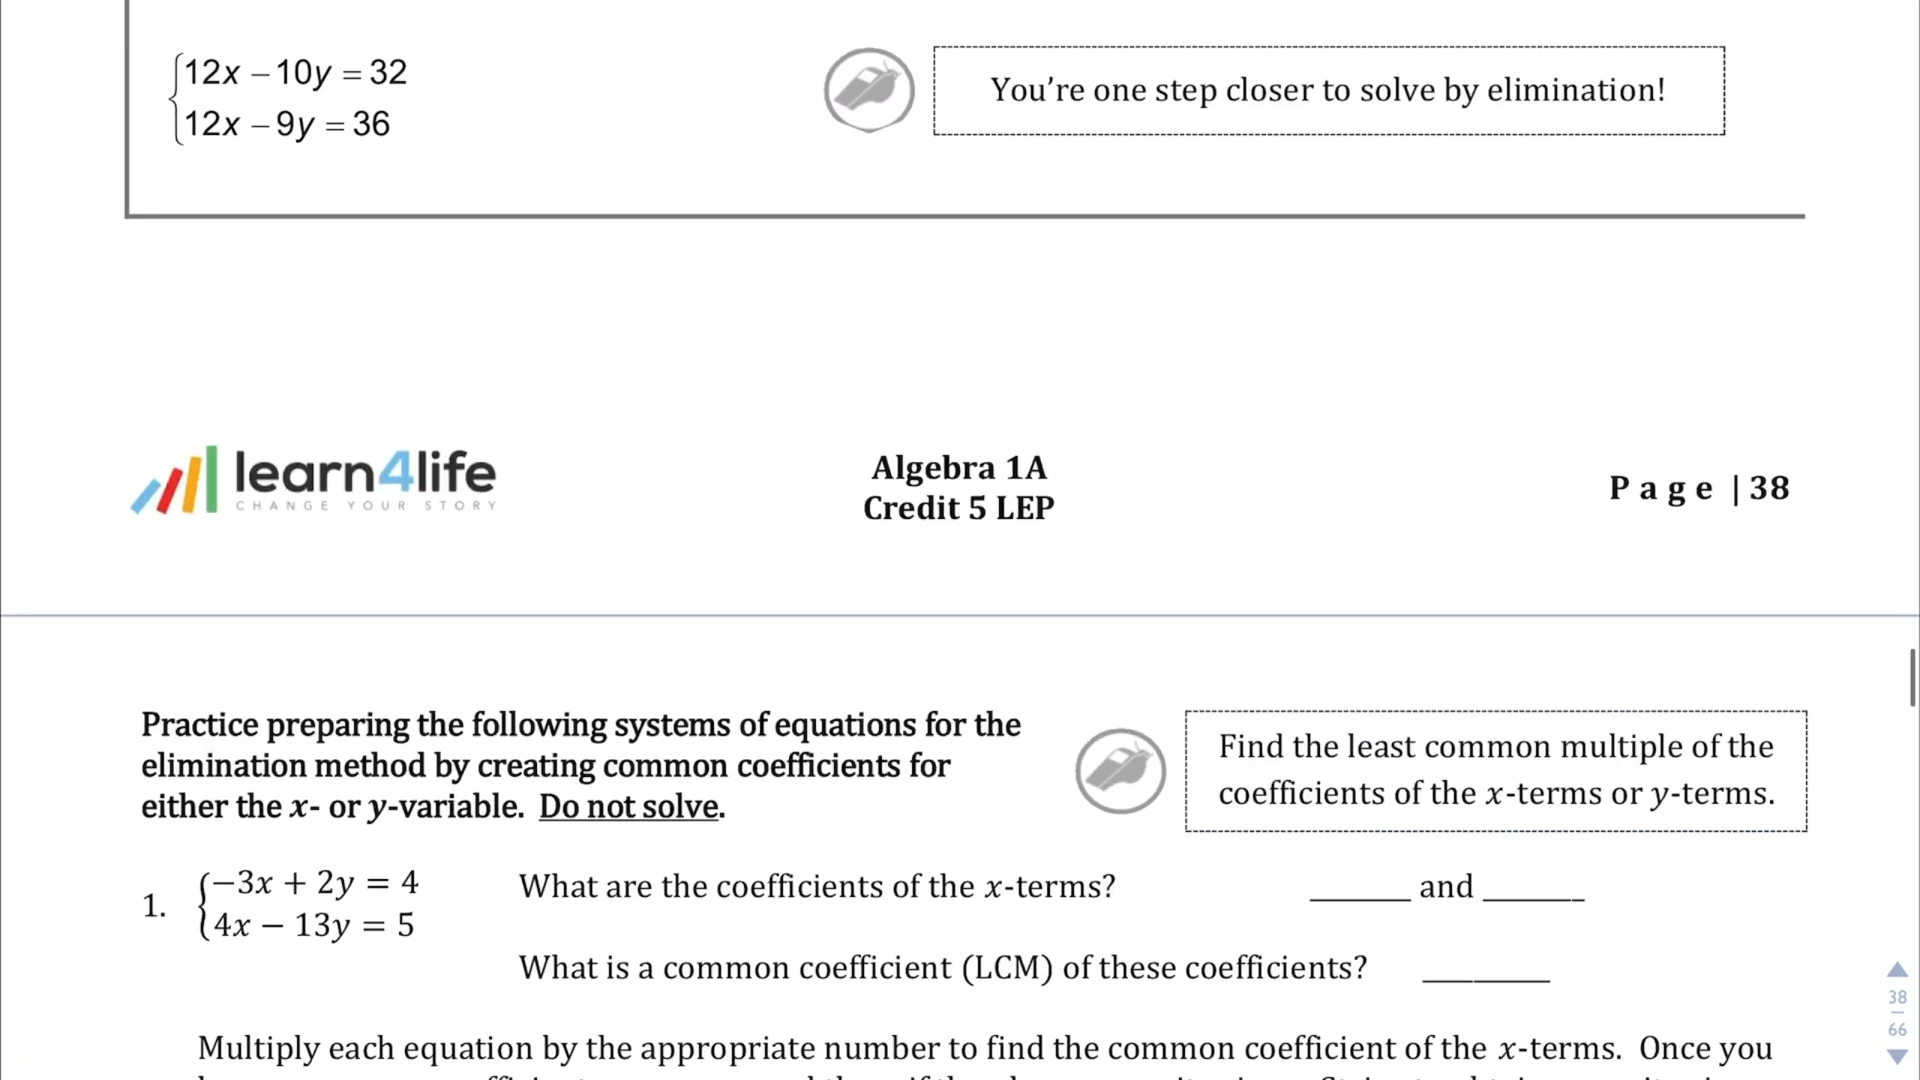 12x – 10y = 32
12x – 9y = 36
You're one step closer to solve by elimination!
learn4life
CHANGE YOUR STORY
Algebra 1A
Credit 5 LEP
Page |38
Practice preparing the following systems of equations for the
elimination method by creating common coefficients for
either the x- or y-variable. Do not solve.
Find the least common multiple of the
coefficients of the x-terms or y-terms.
1.
−3x + 2y = 4
4x − 13y = 5
What are the coefficients of the x-terms? ______ and ______
What is a common coefficient (LCM) of these coefficients? ________
Multiply each equation by the appropriate number to find the common coefficient of the x-terms. Once you
38
66